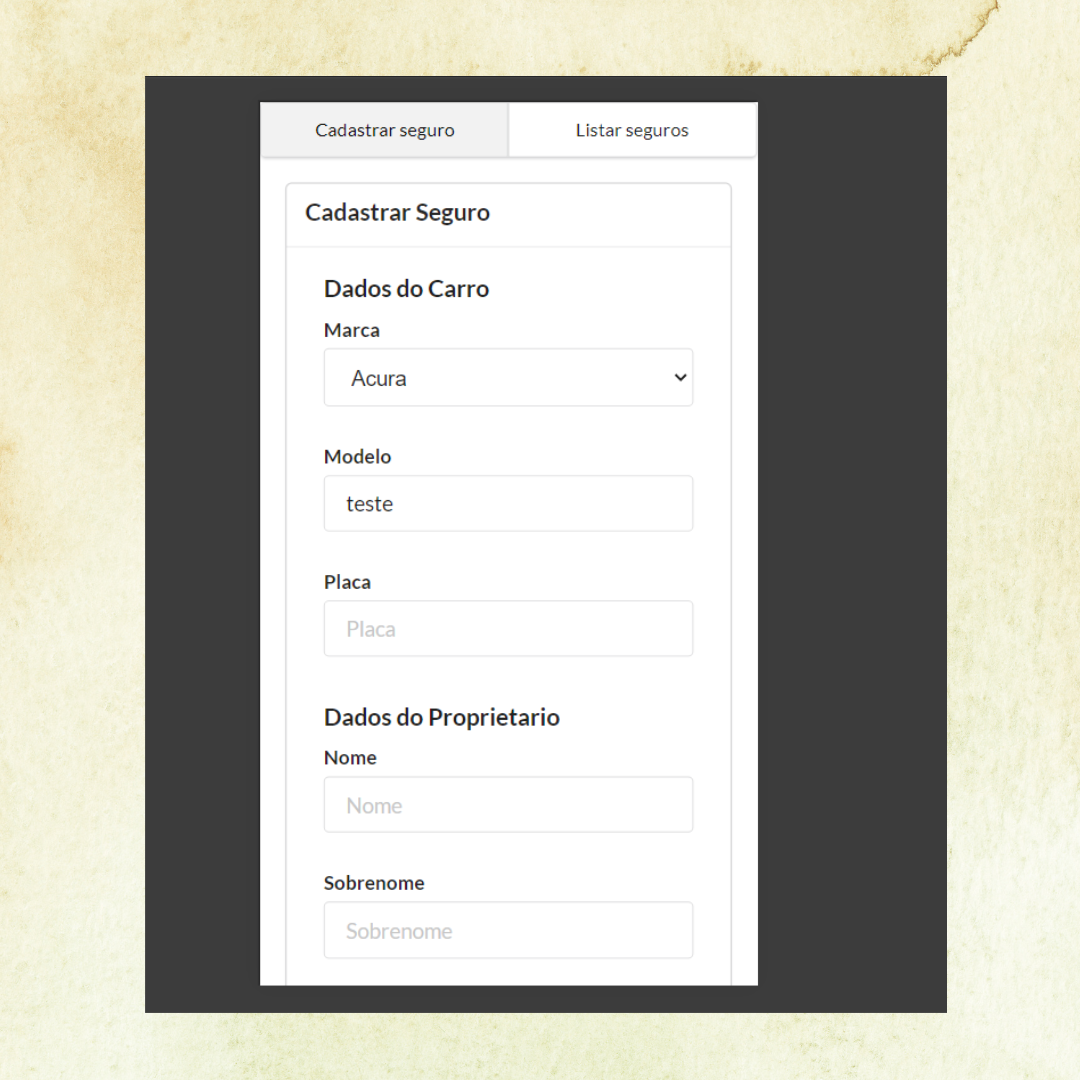 Cadastrar seguro
Listar seguros
Cadastrar Seguro
Dados do Carro
Marca
Acura
Modelo
teste
Placa
Placa
Dados do Proprietario
Nome
Nome
Sobrenome
Sobrenome